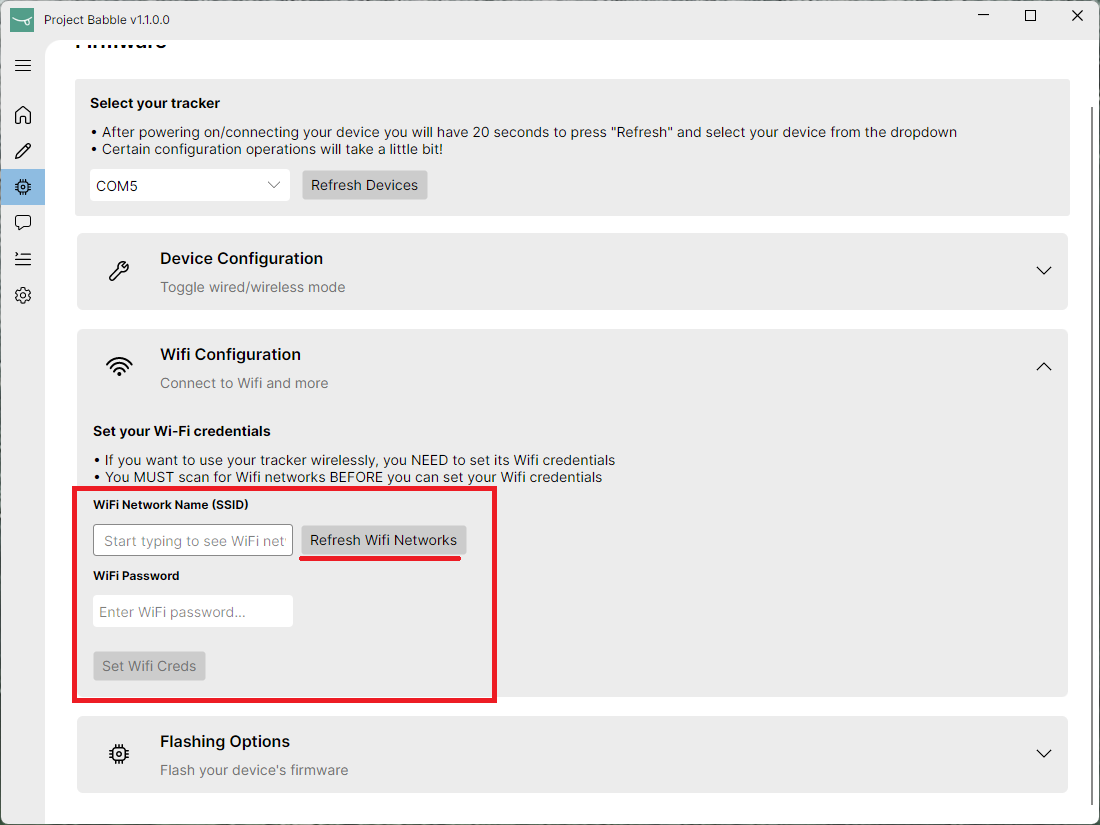 Project Babble v1.1.0.0
Firmware
Select your tracker
• After powering on/connecting your device you will have 20 seconds to press "Refresh" and select your device from the dropdown
• Certain configuration operations will take a little bit!
COM5
Refresh Devices
Device Configuration
Toggle wired/wireless mode
Wifi Configuration
Connect to Wifi and more
Set your Wi-Fi credentials
• If you want to use your tracker wirelessly, you NEED to set its Wifi credentials
• You MUST scan for Wifi networks BEFORE you can set your Wifi credentials
WiFi Network Name (SSID)
Start typing to see WiFi net
Refresh Wifi Networks
WiFi Password
Enter WiFi password...
Set Wifi Creds
Flashing Options
Flash your device's firmware